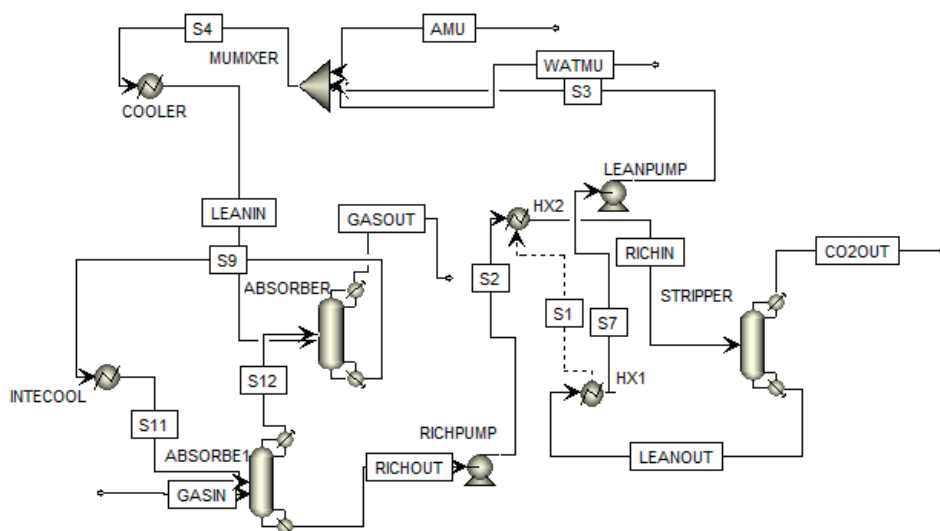 S4
AMU
MUMIXER
WATMU
S3
COOLER
LEANPUMP
LEANIN
GASOUT
HX2
S9
RICHIN
CO2OUT
ABSORBER
S2
STRIPPER
S1
S7
INTECOOL
S12
HX1
S11
RICHPUMP
ABSORBE1
RICHOUT
LEANOUT
GASIN